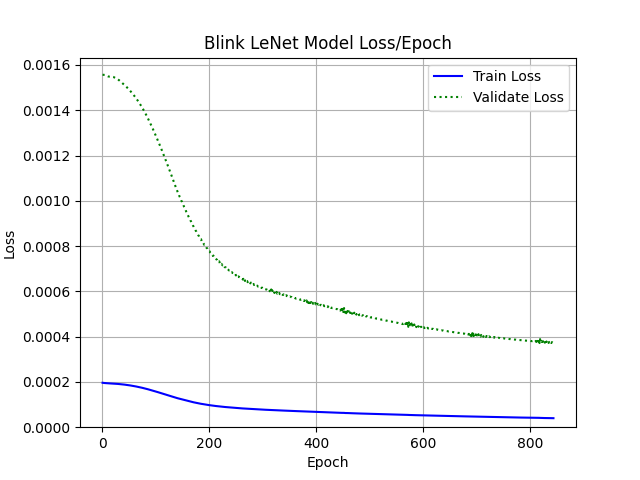 Blink LeNet Model Loss/Epoch
Train Loss
Validate Loss
0.0016
0.0014
0.0012
0.0010
0.0008
0.0006
0.0004
0.0002
0.0000
Loss
0 200 400 600 800
Epoch